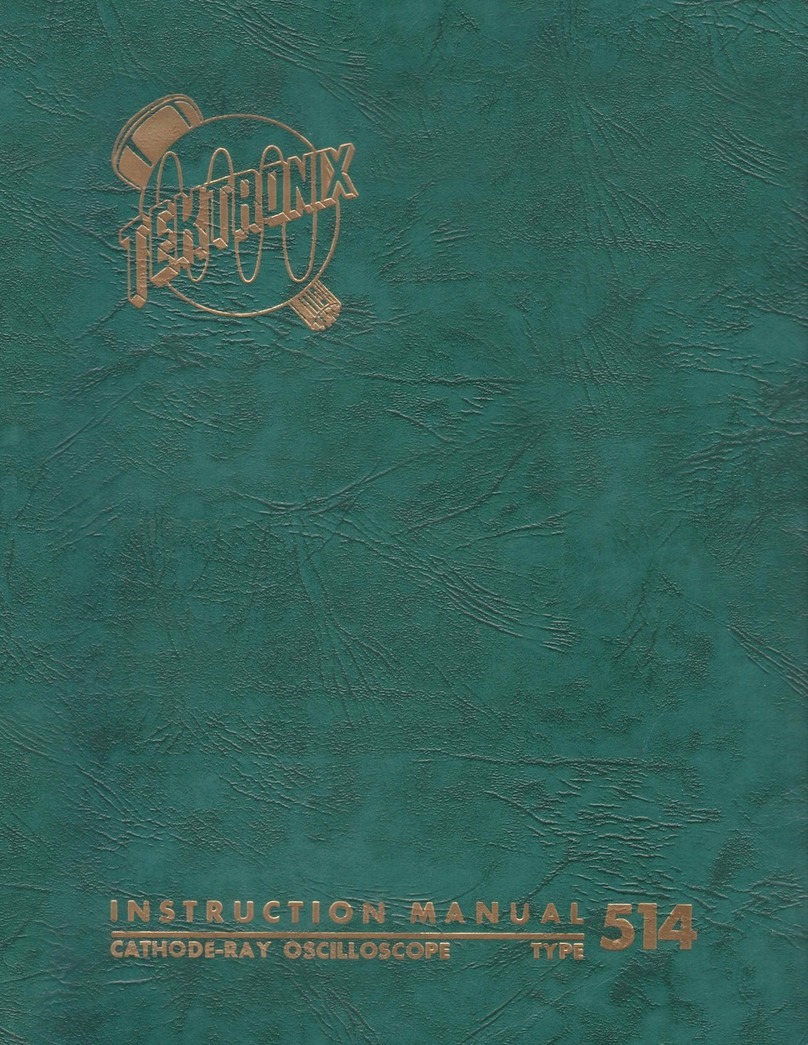 TEKTRONIX
INSTRUCTION MANUAL 514
CATHODE-RAY OSCILLOSCOPE TYPE